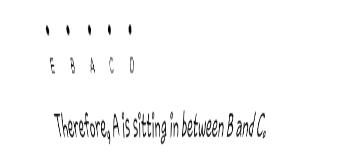 E B A C D
Therefore, A is sitting in between B and C.